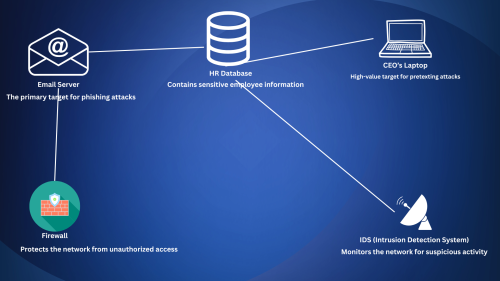 @
Email Server
The primary target for phishing attacks
HR Database
Contains sensitive employee information
CEO's Laptop
High-value target for pretexting attacks
Firewall
Protects the network from unauthorized access
IDS (Intrusion Detection System)
Monitors the network for suspicious activity